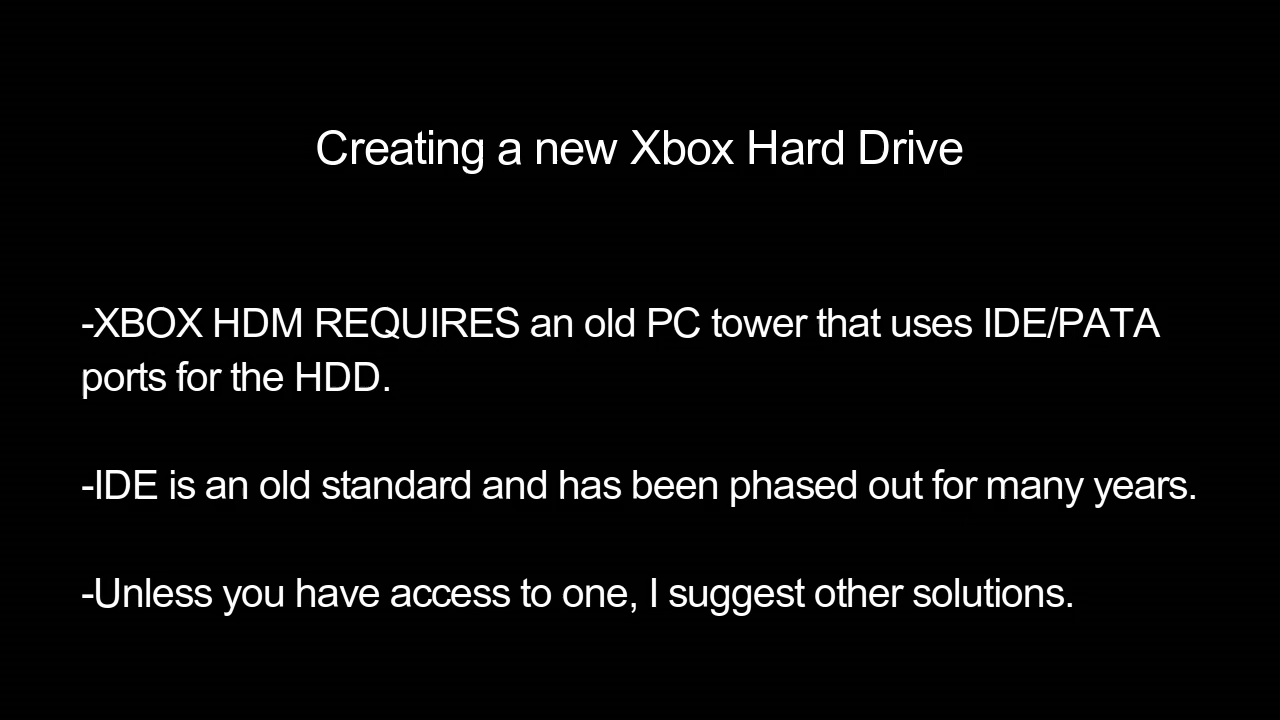 Creating a new Xbox Hard Drive
-XBOX HDM REQUIRES an old PC tower that uses IDE/PATA
ports for the HDD.
-IDE is an old standard and has been phased out for many years.
-Unless you have access to one, I suggest other solutions.